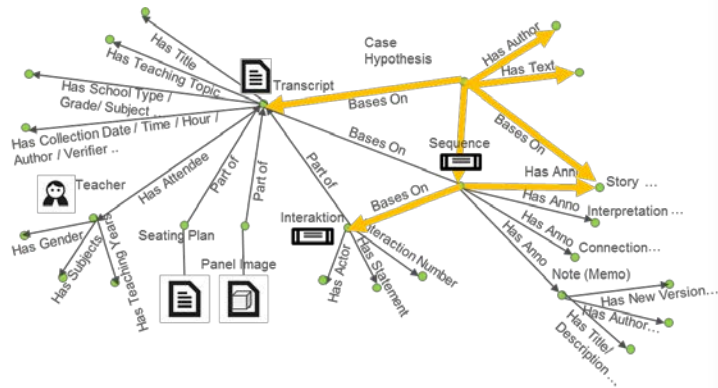 Has Title
Has Teaching Topic
Has School Type /
Grade/ Subject ...
Has Collection Date / Time / Hour /
Author / Verifier ..
Transcript
Case
Hypothesis
Has Author
Has Text
Bases On
Bases On
Sequence
Bases On
Has Attendee
Part of
Part of
Part of
Bases On
Has Anno
Story ...
Has Anno
Interpretation ...
Has Anno
Connection...
Has Anno
Note (Memo)
Teacher
Has Gender
Has Subjects
Has Teaching Years
Seating Plan
Panel Image
Interaktion
Has Actor
Has Statement
Interaction Number
Has New Version...
Has Author...
Has Title/
Description ...